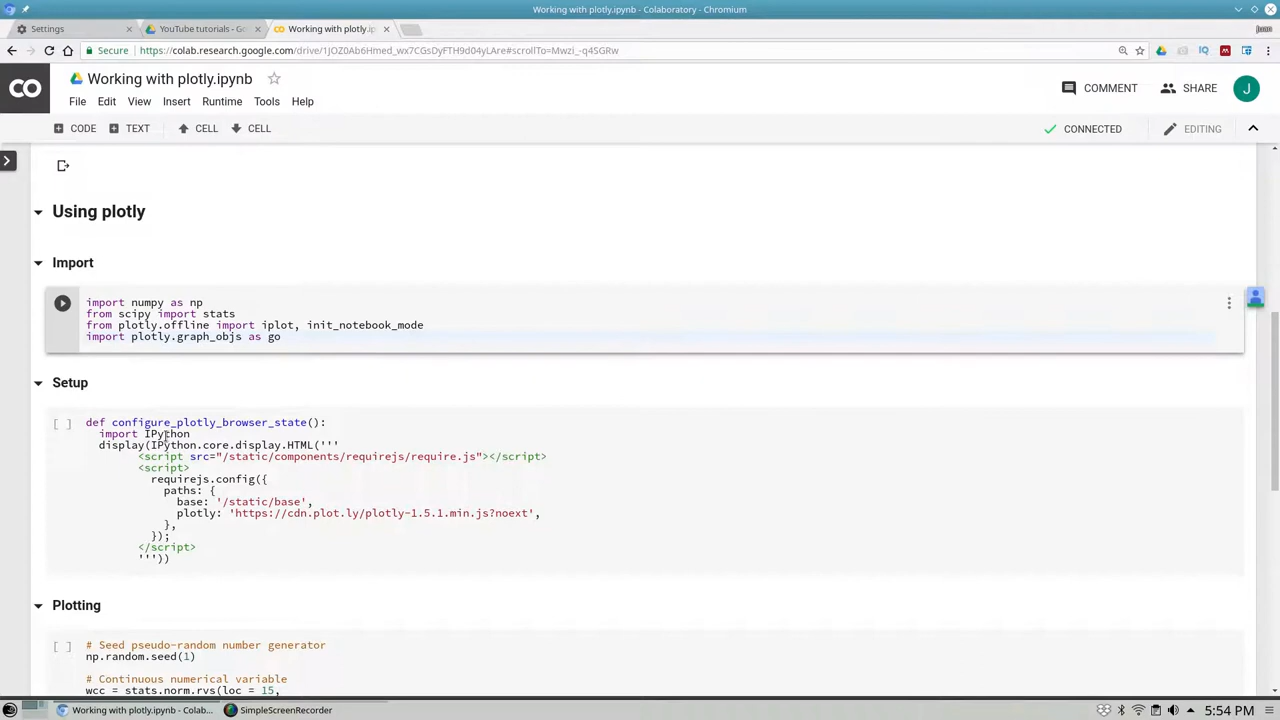 Working with plotly.ipynb - Colaboratory - Chromium
juan
Settings
YouTube tutorials - Go
Working with plotly.ip
Secure
https://colab.research.google.com/drive/1JOZ0Ab6Hmed_wx7CGsDyFTH9d04yLAre#scrollTo=Mwzi_-q4SGRw
CO
Working with plotly.ipynb
COMMENT
SHARE
J
File Edit View Insert Runtime Tools Help
CODE TEXT CELL CELL
CONNECTED
EDITING
Using plotly
Import
import numpy as np
from scipy import stats
from plotly.offline import iplot, init_notebook_mode
import plotly.graph_objs as go
Setup
[ ] def configure_plotly_browser_state():
import IPython
display(IPython.core.display.HTML('''
<script src="/static/components/requirejs/require.js"></script>
<script>
requirejs.config({
paths: {
base: '/static/base',
plotly: 'https://cdn.plot.ly/plotly-1.5.1.min.js?noext',
},
});
</script>
'''))
Plotting
[ ] # Seed pseudo-random number generator
np.random.seed(1)
# Continuous numerical variable
wcc = stats.norm.rvs(loc = 15,
Working with plotly.ipynb - Colab...
SimpleScreenRecorder
5:54 PM